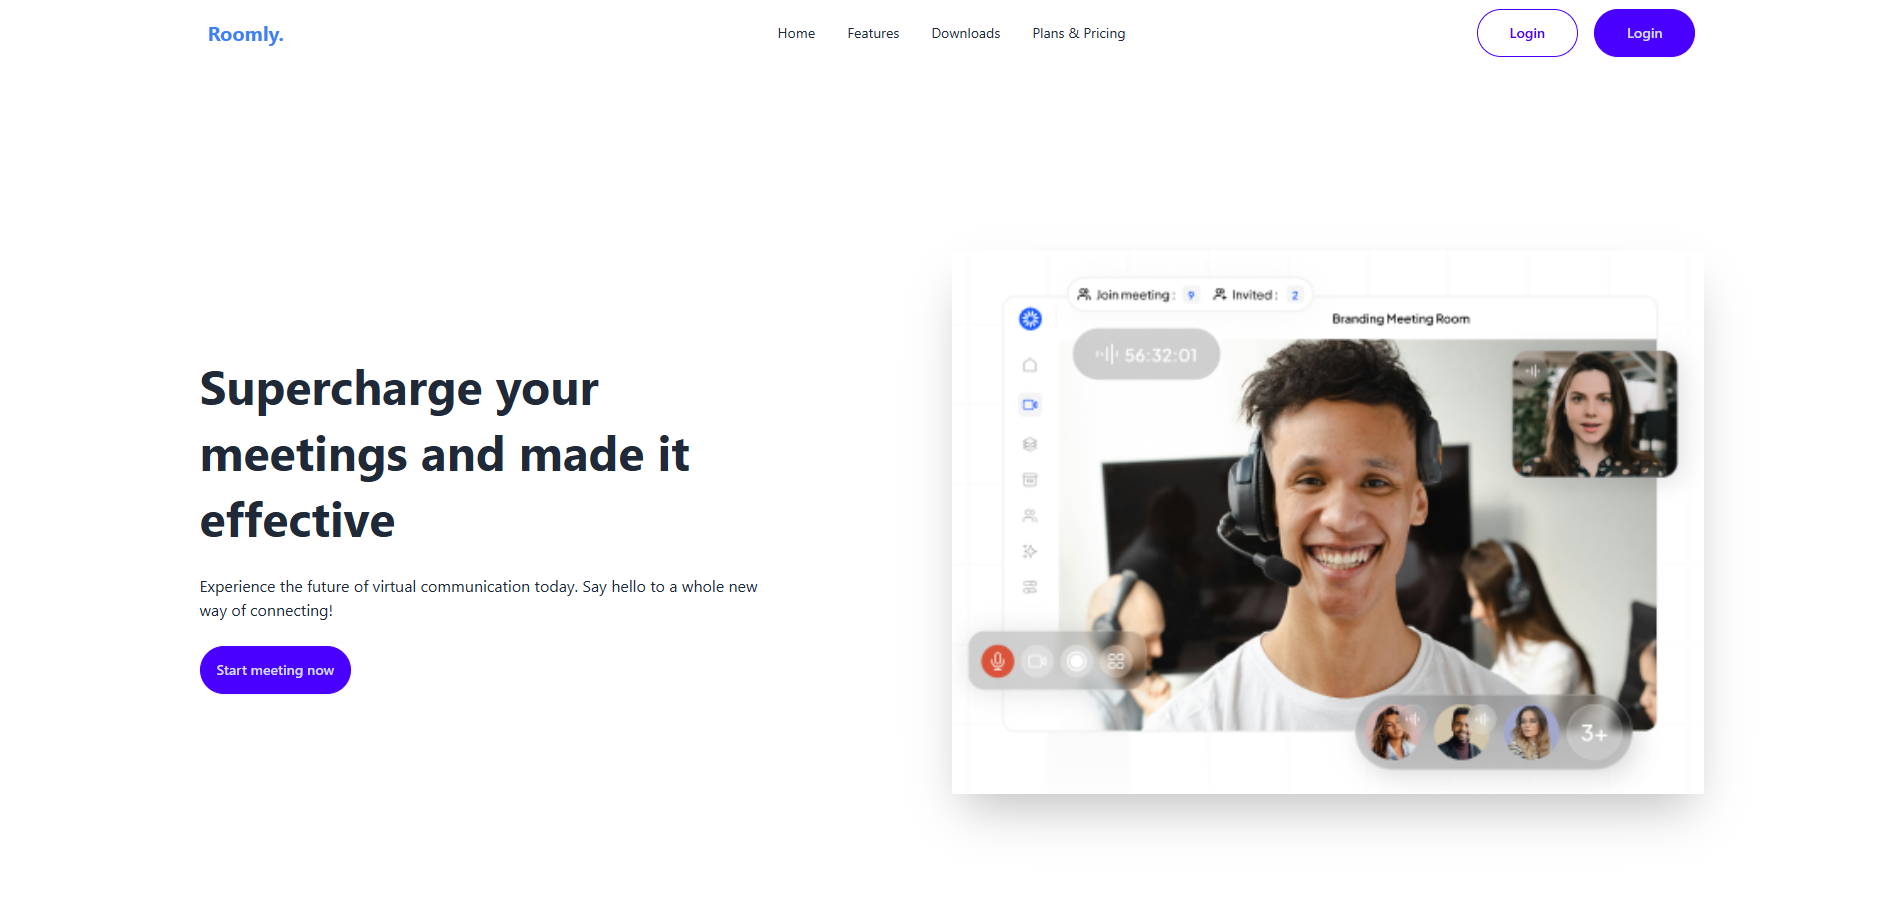 Roomly.
Home Features Downloads Plans & Pricing
Login Login
Join meeting : 9 Invited : 2
Branding Meeting Room
56:32:01
Supercharge your
meetings and made it
effective
Experience the future of virtual communication today. Say hello to a whole new
way of connecting!
Start meeting now
3+